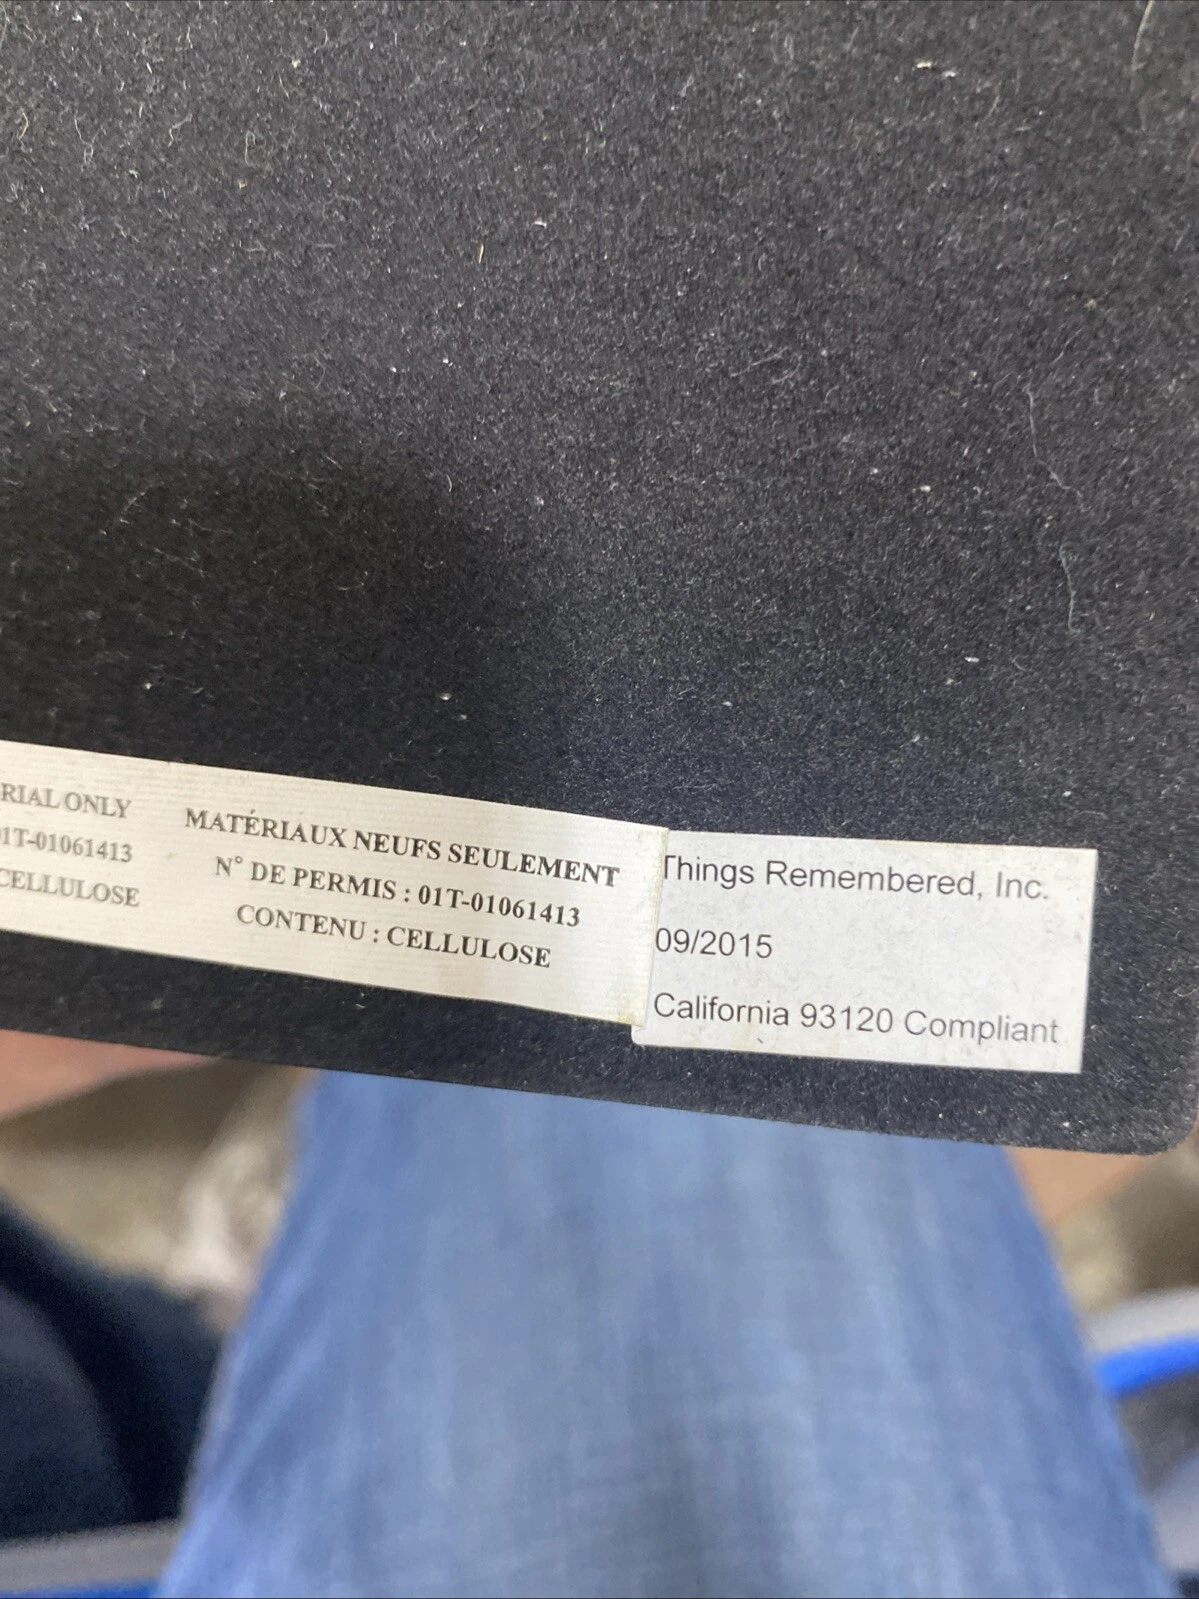 RIAL ONLY
1T-01061413
CELLULOSE
MATÉRIAUX NEUFS SEULEMENT
N° DE PERMIS : 01T-01061413
CONTENU : CELLULOSE
Things Remembered, Inc.
09/2015
California 93120 Compliant